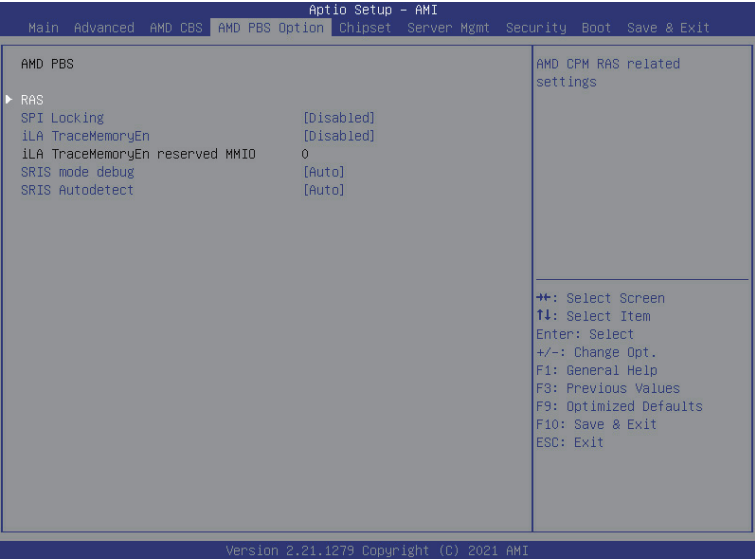 Aptio Setup – AMI
Main Advanced AMD CBS AMD PBS Option Chipset Server Mgmt Security Boot Save & Exit
AMD PBS
RAS
SPI Locking [Disabled]
iLA TraceMemoryEn [Disabled]
iLA TraceMemoryEn reserved MMIO 0
SRIS mode debug [Auto]
SRIS Autodetect [Auto]
AMD CPM RAS related
settings
→←: Select Screen
↑↓: Select Item
Enter: Select
+/-: Change Opt.
F1: General Help
F3: Previous Values
F9: Optimized Defaults
F10: Save & Exit
ESC: Exit
Version 2.21.1279 Copyright (C) 2021 AMI